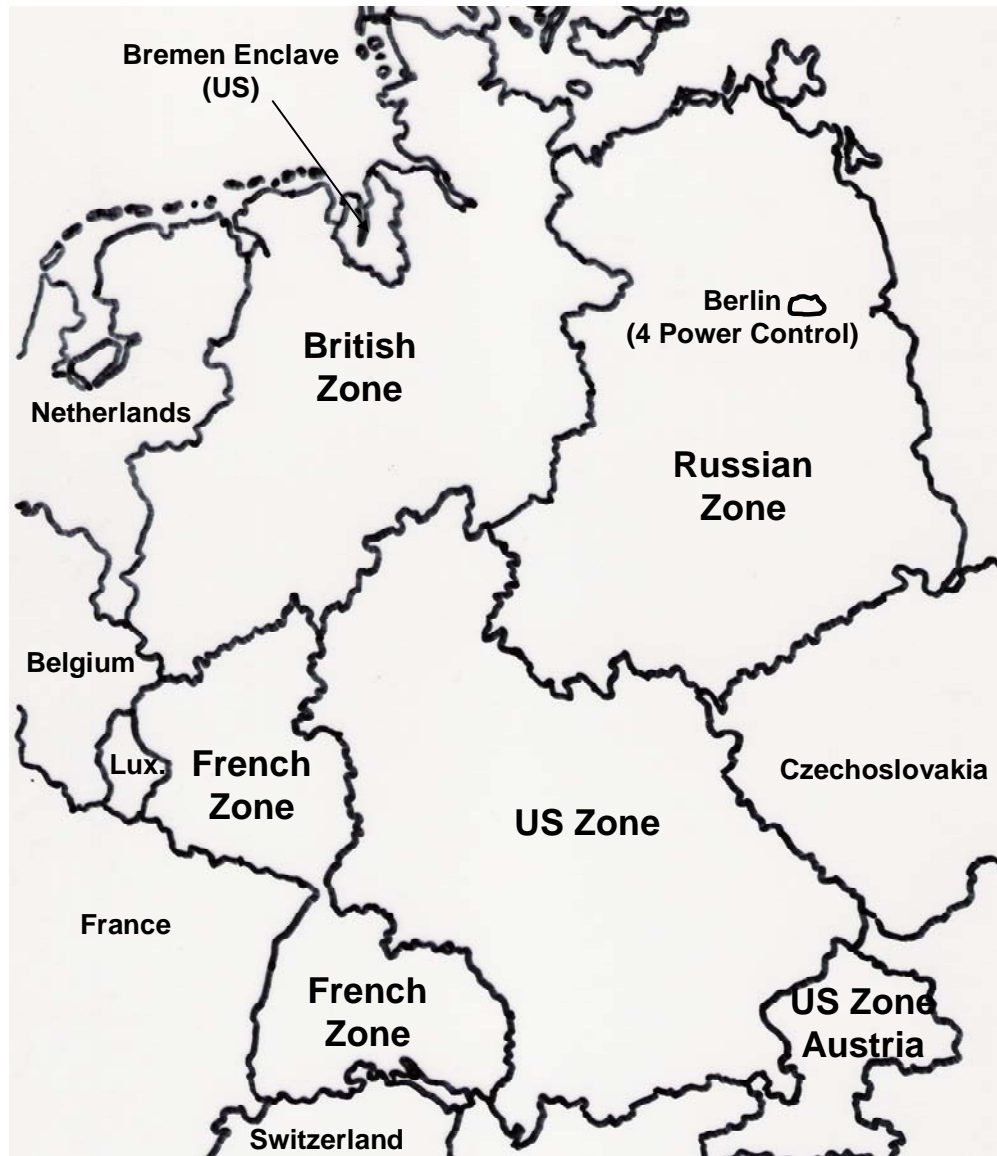 Bremen Enclave
(US)
Berlin
(4 Power Control)
British
Zone
Netherlands
Russian
Zone
Belgium
Lux.
French
Zone
Czechoslovakia
US Zone
France
French
Zone
US Zone
Austria
Switzerland